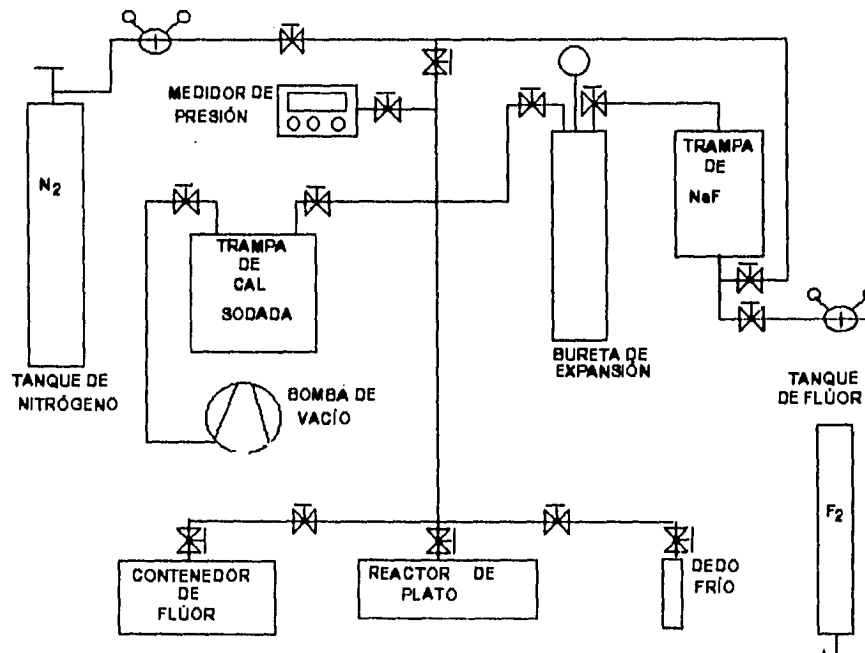 MEDIDOR DE
PRESIÓN
N2
TRAMPA
DE
NaF
TRAMPA
DE
CAL
SODADA
BURETA DE
EXPANSIÓN
TANQUE DE
NITRÓGENO
BOMBA DE
VACÍO
TANQUE
DE FLÚOR
F2
CONTENEDOR
DE
FLÚOR
REACTOR DE
PLATO
DEDO
FRÍO